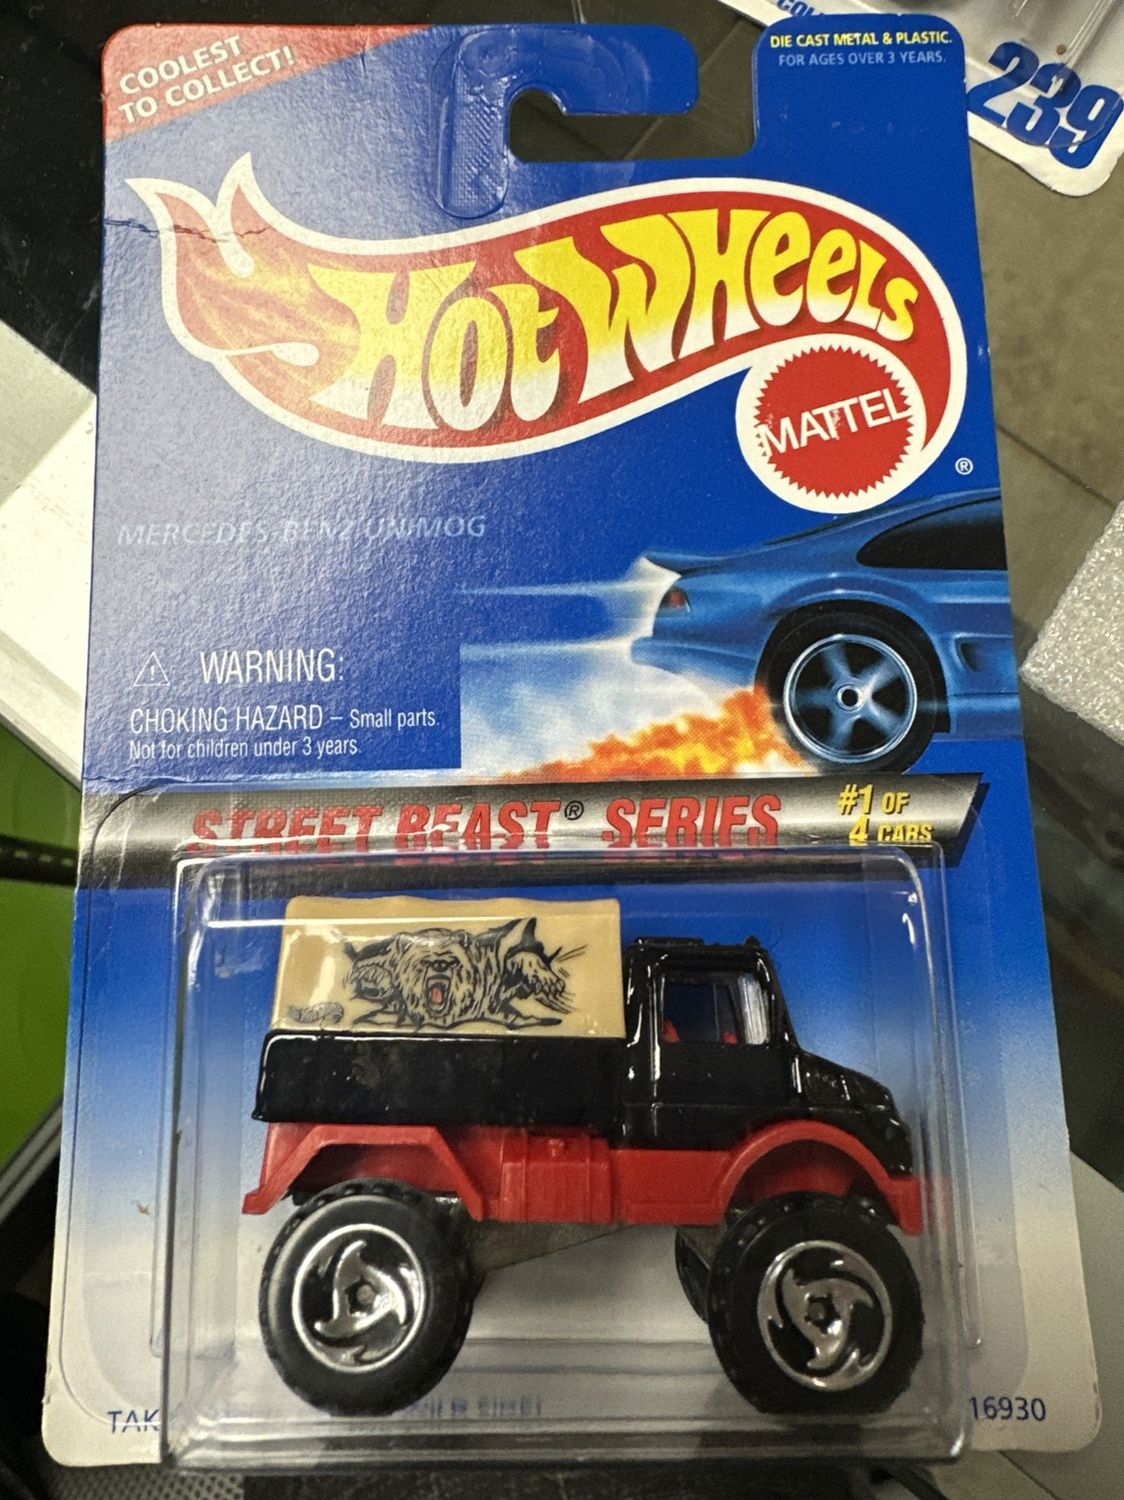 COOLEST
TO COLLECT!
DIE CAST METAL & PLASTIC.
FOR AGES OVER 3 YEARS.
239
HOT WHEELS
MATTEL
®
MERCEDES-BENZ UNIMOG
WARNING:
CHOKING HAZARD – Small parts.
Not for children under 3 years.
STREET BEAST® SERIES
#1 OF
4 CARS
TAK
16930